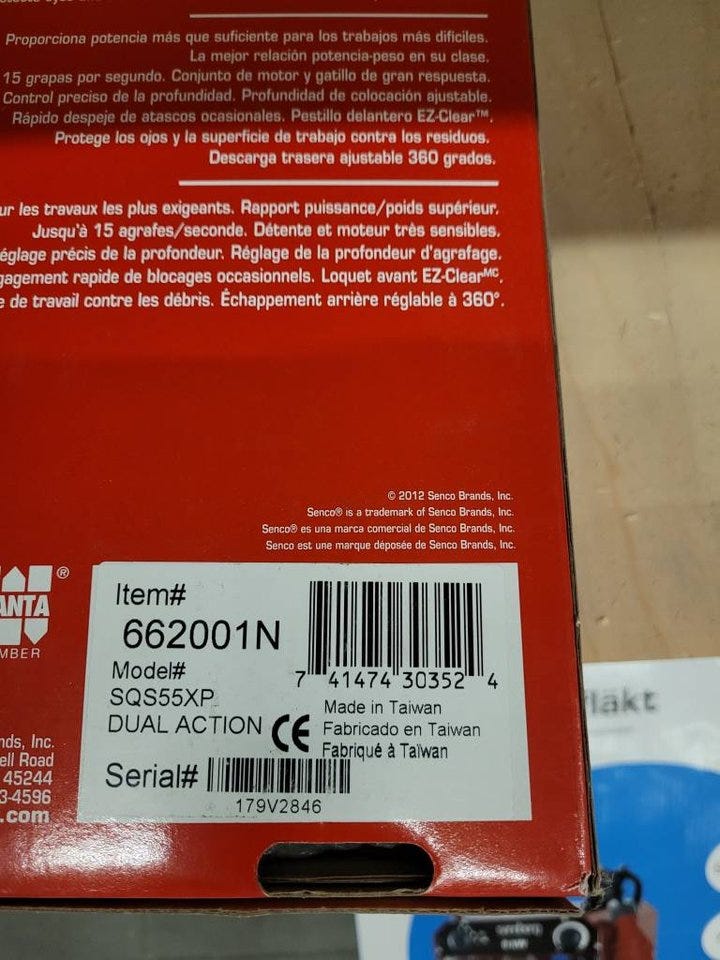 Proporciona potencia más que suficiente para los trabajos más difíciles.
La mejor relación potencia-peso en su clase.
15 grapas por segundo. Conjunto de motor y gatillo de gran respuesta.
Control preciso de la profundidad. Profundidad de colocación ajustable.
Rápido despeje de atascos ocasionales. Pestillo delantero EZ-Clear™.
Protege los ojos y la superficie de trabajo contra los residuos.
Descarga trasera ajustable 360 grados.
ur les travaux les plus exigeants. Rapport puissance/poids supérieur.
Jusqu'à 15 agrafes/seconde. Détente et moteur très sensibles.
églage précis de la profondeur. Réglage de la profondeur d'agrafage.
gagement rapide de blocages occasionnels. Loquet avant EZ-Clearᴹᶜ.
e de travail contre les débris. Échappement arrière réglable à 360°.
© 2012 Senco Brands, Inc.
Senco® is a trademark of Senco Brands, Inc.
Senco® es una marca comercial de Senco Brands, Inc.
Senco est une marque déposée de Senco Brands, Inc.
ANTA ®
MBER
nds, Inc.
ell Road
45244
3-4596
.com
Item#
662001N
Model#
SQS55XP
DUAL ACTION
CE
7 41474 30352 4
Made in Taiwan
Fabricado en Taiwan
Fabriqué à Taïwan
Serial#
179V2846
fläkt